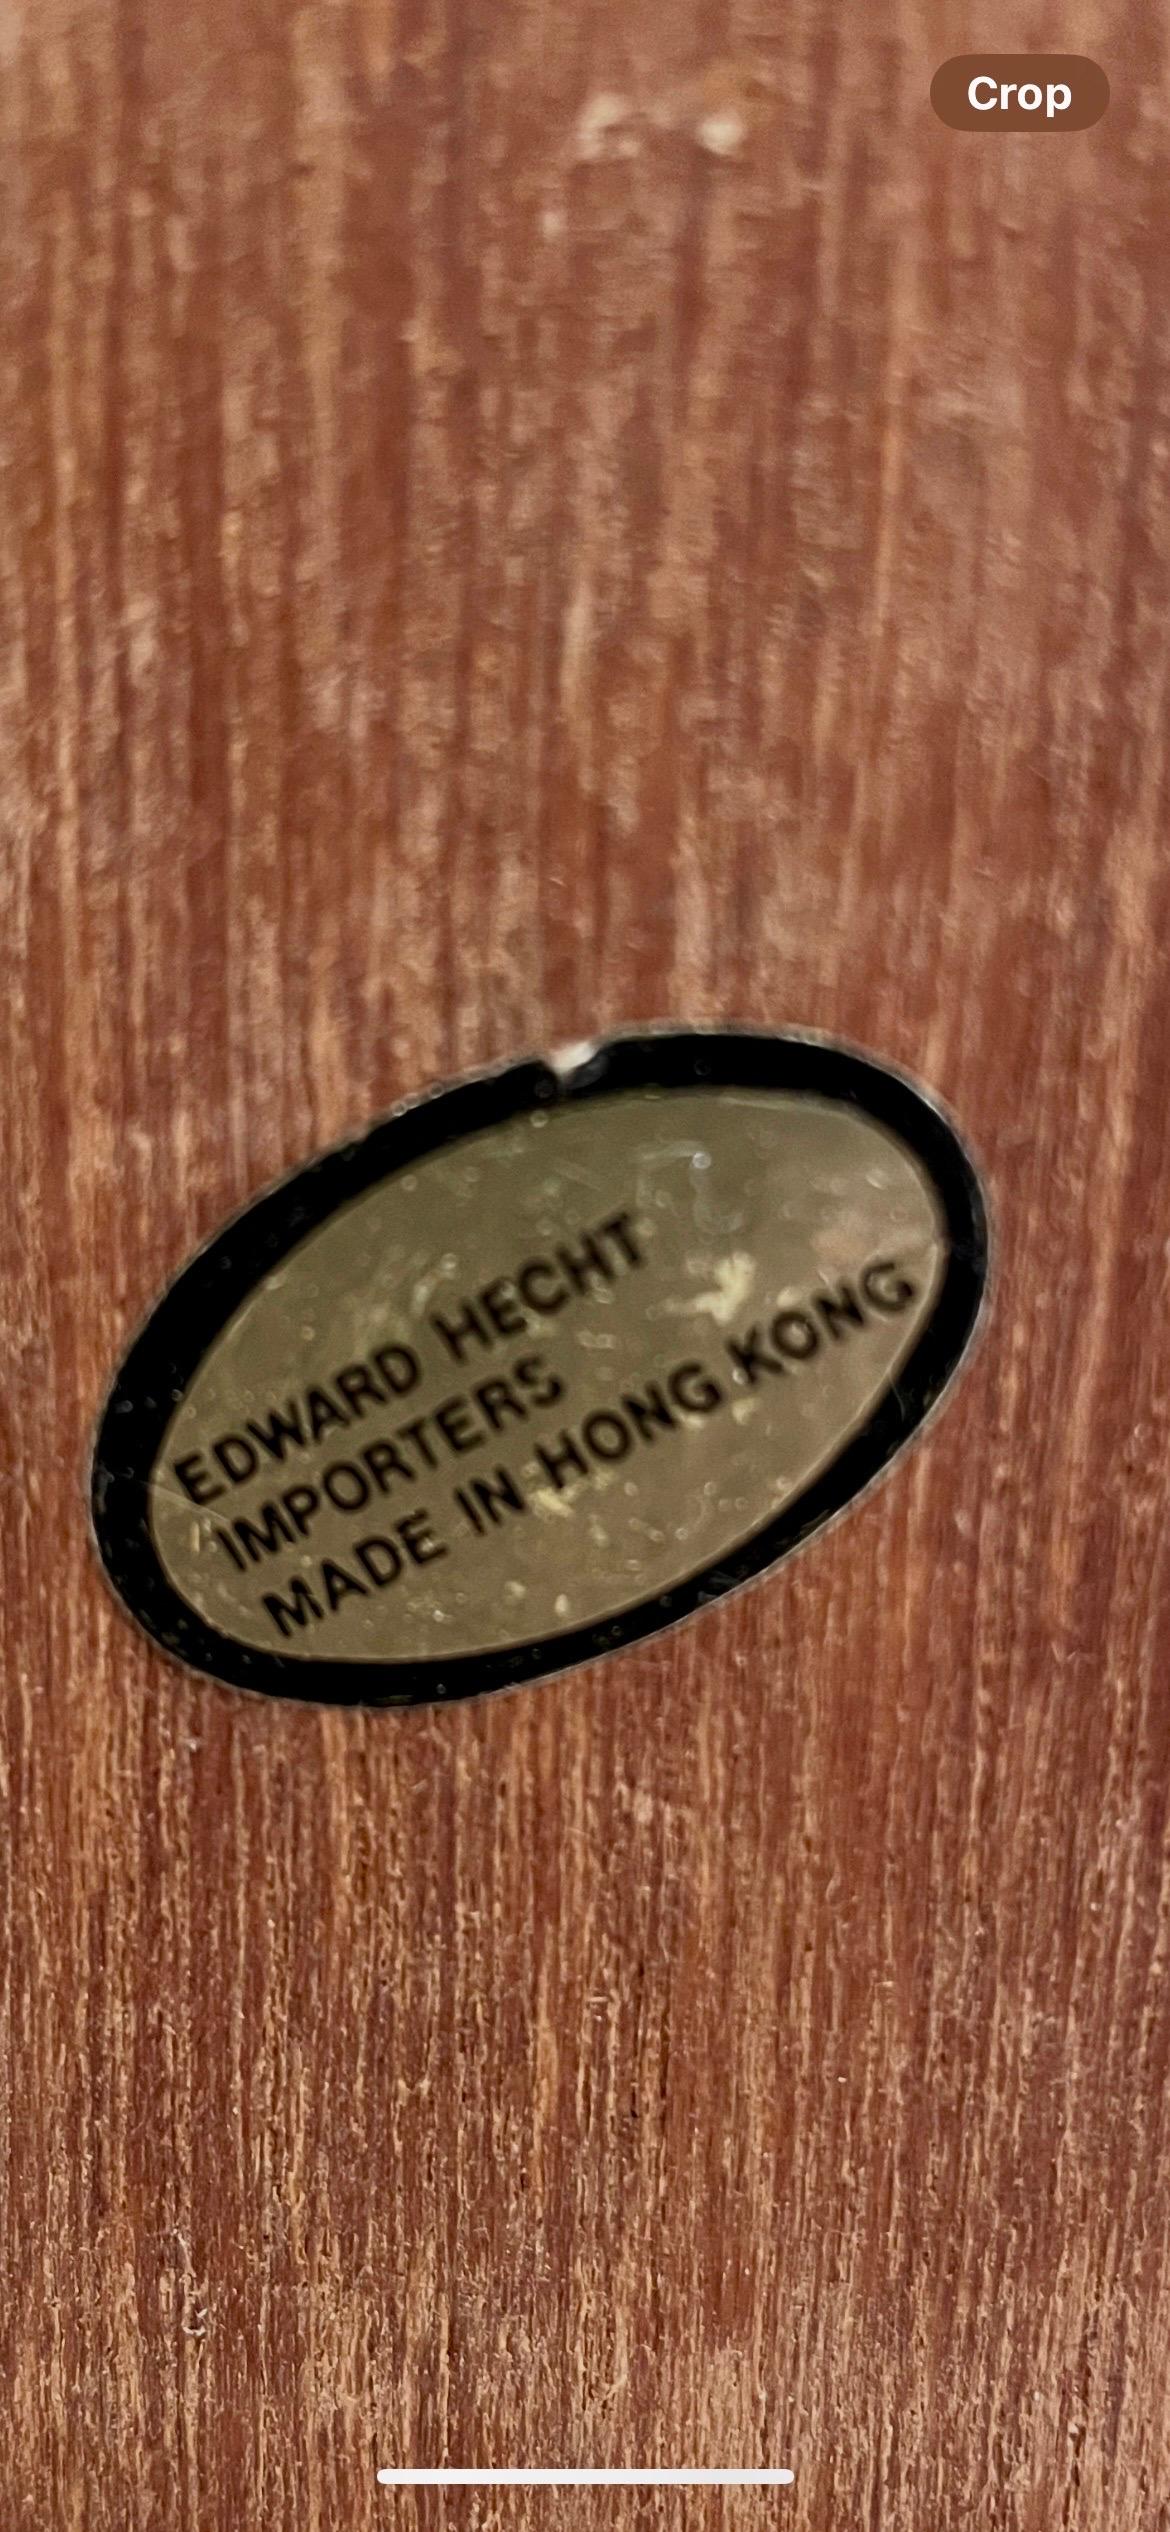 Crop
EDWARD HECHT
IMPORTERS
MADE IN HONG KONG